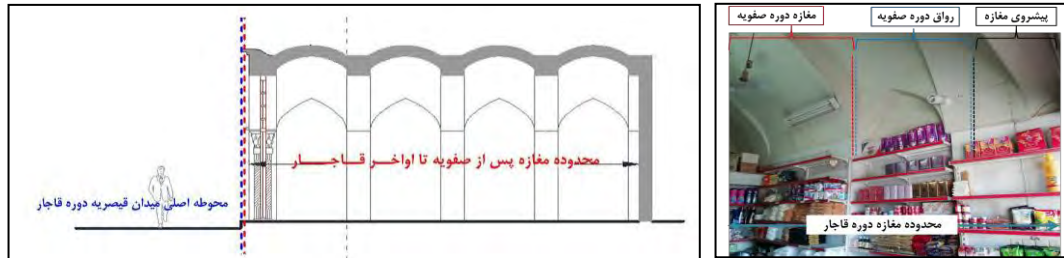 پیشروی مغازه
رواق دوره صفویه
مغازه دوره صفویه
محدوده مغازه پس از صفویه تا اواخر قاجار
محوطه اصلی میدان قیصریه دوره قاجار
محدوده مغازه دوره قاجار